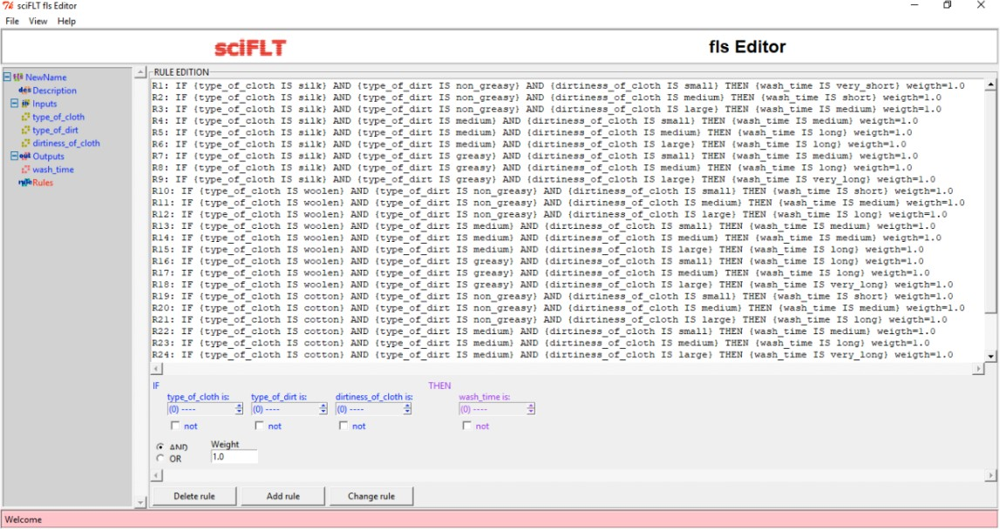 sciFLT fls Editor
File View Help
sciFLT
fls Editor
NewName
Description
Inputs
type_of_cloth
type_of_dirt
dirtiness_of_cloth
Outputs
wash_time
Rules
RULE EDITION
R1: IF {type_of_cloth IS silk} AND {type_of_dirt IS non_greasy} AND {dirtiness_of_cloth IS small} THEN {wash_time IS very_short} weigth=1.0
R2: IF {type_of_cloth IS silk} AND {type_of_dirt IS non_greasy} AND {dirtiness_of_cloth IS medium} THEN {wash_time IS short} weigth=1.0
R3: IF {type_of_cloth IS silk} AND {type_of_dirt IS non_greasy} AND {dirtiness_of_cloth IS large} THEN {wash_time IS medium} weigth=1.0
R4: IF {type_of_cloth IS silk} AND {type_of_dirt IS medium} AND {dirtiness_of_cloth IS small} THEN {wash_time IS medium} weigth=1.0
R5: IF {type_of_cloth IS silk} AND {type_of_dirt IS medium} AND {dirtiness_of_cloth IS medium} THEN {wash_time IS long} weigth=1.0
R6: IF {type_of_cloth IS silk} AND {type_of_dirt IS medium} AND {dirtiness_of_cloth IS large} THEN {wash_time IS long} weigth=1.0
R7: IF {type_of_cloth IS silk} AND {type_of_dirt IS greasy} AND {dirtiness_of_cloth IS small} THEN {wash_time IS medium} weigth=1.0
R8: IF {type_of_cloth IS silk} AND {type_of_dirt IS greasy} AND {dirtiness_of_cloth IS medium} THEN {wash_time IS long} weigth=1.0
R9: IF {type_of_cloth IS silk} AND {type_of_dirt IS greasy} AND {dirtiness_of_cloth IS large} THEN {wash_time IS very_long} weigth=1.0
R10: IF {type_of_cloth IS woolen} AND {type_of_dirt IS non_greasy} AND {dirtiness_of_cloth IS small} THEN {wash_time IS short} weigth=1.0
R11: IF {type_of_cloth IS woolen} AND {type_of_dirt IS non_greasy} AND {dirtiness_of_cloth IS medium} THEN {wash_time IS medium} weigth=1.0
R12: IF {type_of_cloth IS woolen} AND {type_of_dirt IS non_greasy} AND {dirtiness_of_cloth IS large} THEN {wash_time IS long} weigth=1.0
R13: IF {type_of_cloth IS woolen} AND {type_of_dirt IS medium} AND {dirtiness_of_cloth IS small} THEN {wash_time IS medium} weigth=1.0
R14: IF {type_of_cloth IS woolen} AND {type_of_dirt IS medium} AND {dirtiness_of_cloth IS medium} THEN {wash_time IS medium} weigth=1.0
R15: IF {type_of_cloth IS woolen} AND {type_of_dirt IS medium} AND {dirtiness_of_cloth IS large} THEN {wash_time IS long} weigth=1.0
R16: IF {type_of_cloth IS woolen} AND {type_of_dirt IS greasy} AND {dirtiness_of_cloth IS small} THEN {wash_time IS long} weigth=1.0
R17: IF {type_of_cloth IS woolen} AND {type_of_dirt IS greasy} AND {dirtiness_of_cloth IS medium} THEN {wash_time IS long} weigth=1.0
R18: IF {type_of_cloth IS woolen} AND {type_of_dirt IS greasy} AND {dirtiness_of_cloth IS large} THEN {wash_time IS very_long} weigth=1.0
R19: IF {type_of_cloth IS cotton} AND {type_of_dirt IS non_greasy} AND {dirtiness_of_cloth IS small} THEN {wash_time IS short} weigth=1.0
R20: IF {type_of_cloth IS cotton} AND {type_of_dirt IS non_greasy} AND {dirtiness_of_cloth IS medium} THEN {wash_time IS medium} weigth=1.0
R21: IF {type_of_cloth IS cotton} AND {type_of_dirt IS non_greasy} AND {dirtiness_of_cloth IS large} THEN {wash_time IS long} weigth=1.0
R22: IF {type_of_cloth IS cotton} AND {type_of_dirt IS medium} AND {dirtiness_of_cloth IS small} THEN {wash_time IS medium} weigth=1.0
R23: IF {type_of_cloth IS cotton} AND {type_of_dirt IS medium} AND {dirtiness_of_cloth IS medium} THEN {wash_time IS long} weigth=1.0
R24: IF {type_of_cloth IS cotton} AND {type_of_dirt IS medium} AND {dirtiness_of_cloth IS large} THEN {wash_time IS very_long} weigth=1.0
IF THEN
type_of_cloth is: type_of_dirt is: dirtiness_of_cloth is: wash_time is:
(0) ---- (0) ---- (0) ---- (0) ----
not not not not
AND Weight
OR 1.0
Delete rule Add rule Change rule
Welcome